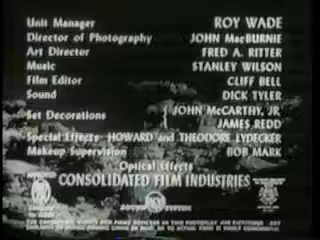 Unit Manager ROY WADE
Director of Photography JOHN MacBURNIE
Art Director FRED A. RITTER
Music STANLEY WILSON
Film Editor CLIFF BELL
Sound DICK TYLER
Set Decorations JOHN McCARTHY, JR.
JAMES REDD
Special Effects HOWARD and THEODORE LYDECKER
Makeup Supervision BOB MARK
Optical Effects
CONSOLIDATED FILM INDUSTRIES